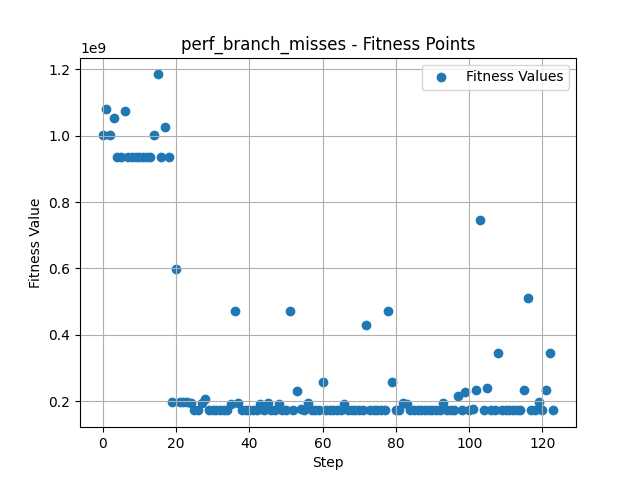 perf_branch_misses - Fitness Points
1e9
Fitness Values
1.2
1.0
0.8
0.6
0.4
0.2
Fitness Value
0 20 40 60 80 100 120
Step